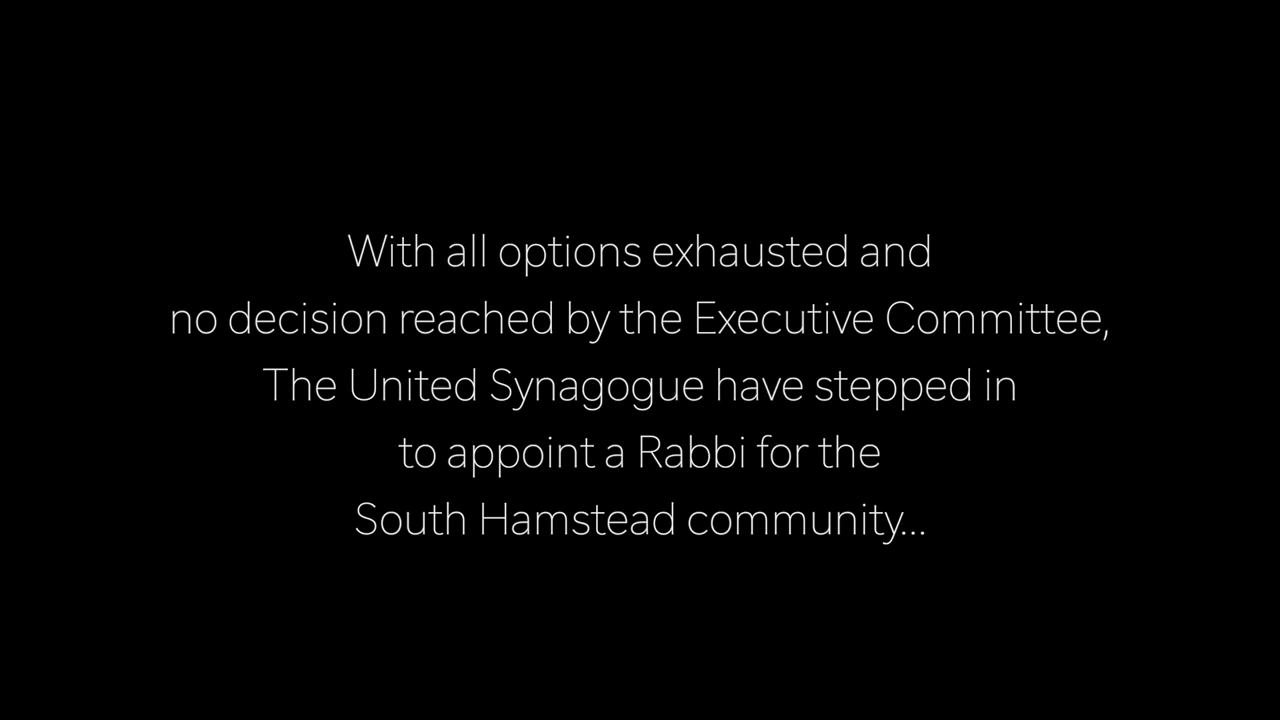 With all options exhausted and
no decision reached by the Executive Committee,
The United Synagogue have stepped in
to appoint a Rabbi for the
South Hamstead community...